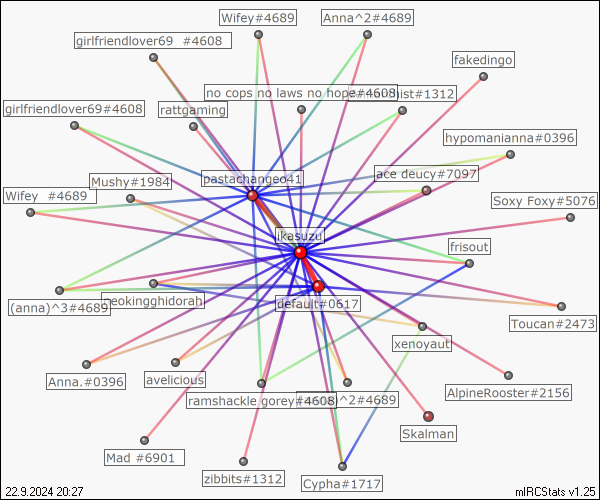 Wifey#4689
Anna^2#4689
girlfriendlover69 #4608
fakedingo
no cops no laws no hope#4608
#1312
girlfriendlover69#4608
rattgaming
hypomanianna#0396
pastachangeo41
ace deucy#7097
Mushy#1984
Wifey #4689
Soxy Foxy#5076
ikasuzu
frisout
neokingghidorah
default#0617
(anna)^3#4689
Toucan#2473
xenoyaut
Anna.#0396
avelicious
AlpineRooster#2156
ramshackle gorey#4608
)^2#4689
Skalman
Mad #6901
zibbits#1312
Cypha#1717
22.9.2024 20:27
mIRCStats v1.25